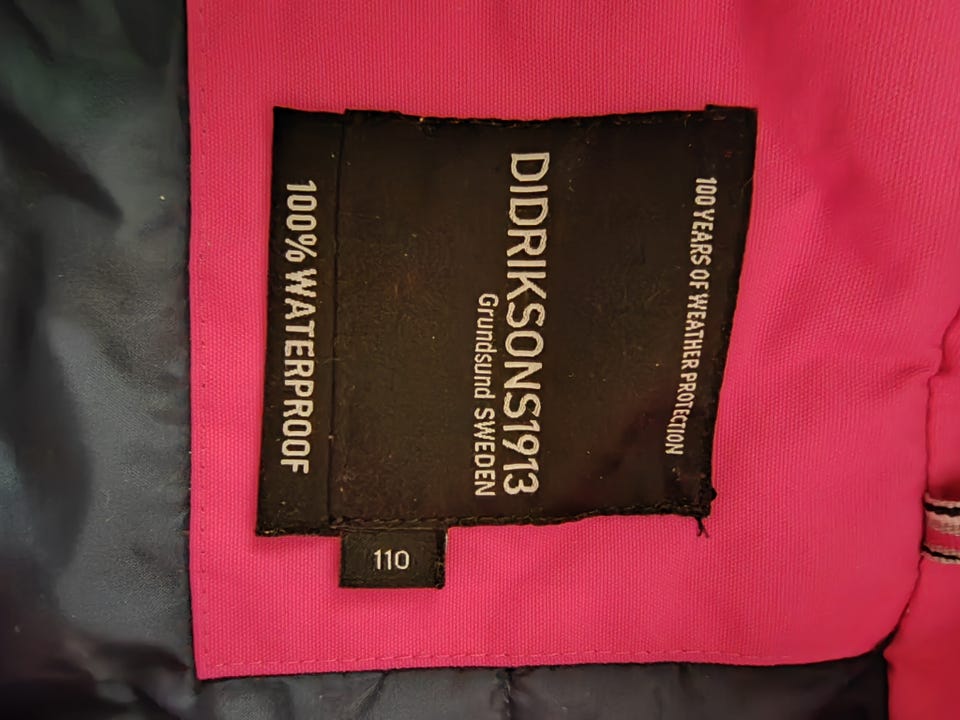 100 YEARS OF WEATHER PROTECTION
DIDRIKSONS1913
Grundsund SWEDEN
100% WATERPROOF
110